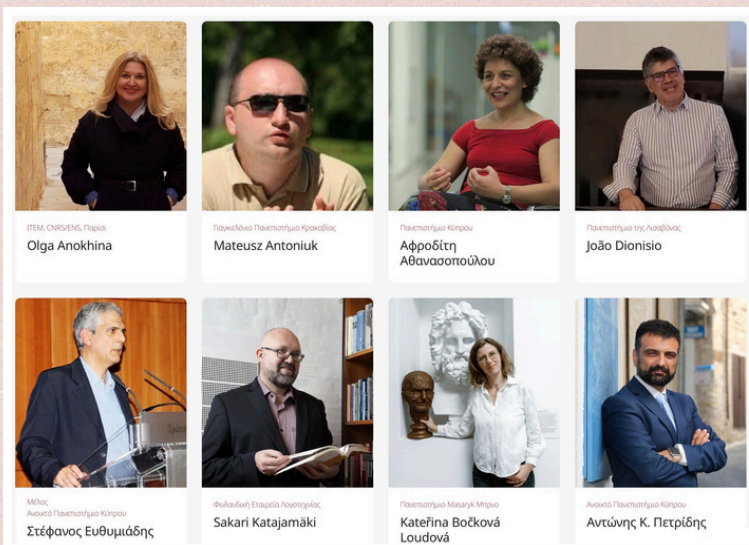 ITEM, CNRS/ENS, Παρίσι
Olga Anokhina
Γιαγκελόνιο Πανεπιστήμιο Κρακοβίας
Mateusz Antoniuk
Πανεπιστήμιο Κύπρου
Αφροδίτη
Αθανασοπούλου
Πανεπιστήμιο της Λισαβόνας
João Dionisio
Μέλος
Ανοικτό Πανεπιστήμιο Κύπρου
Στέφανος Ευθυμιάδης
Φινλανδική Εταιρεία Λογοτεχνίας
Sakari Katajamäki
Πανεπιστήμιο Masaryk Μπρνο
Kateřina Bočková
Loudová
Ανοικτό Πανεπιστήμιο Κύπρου
Αντώνης Κ. Πετρίδης